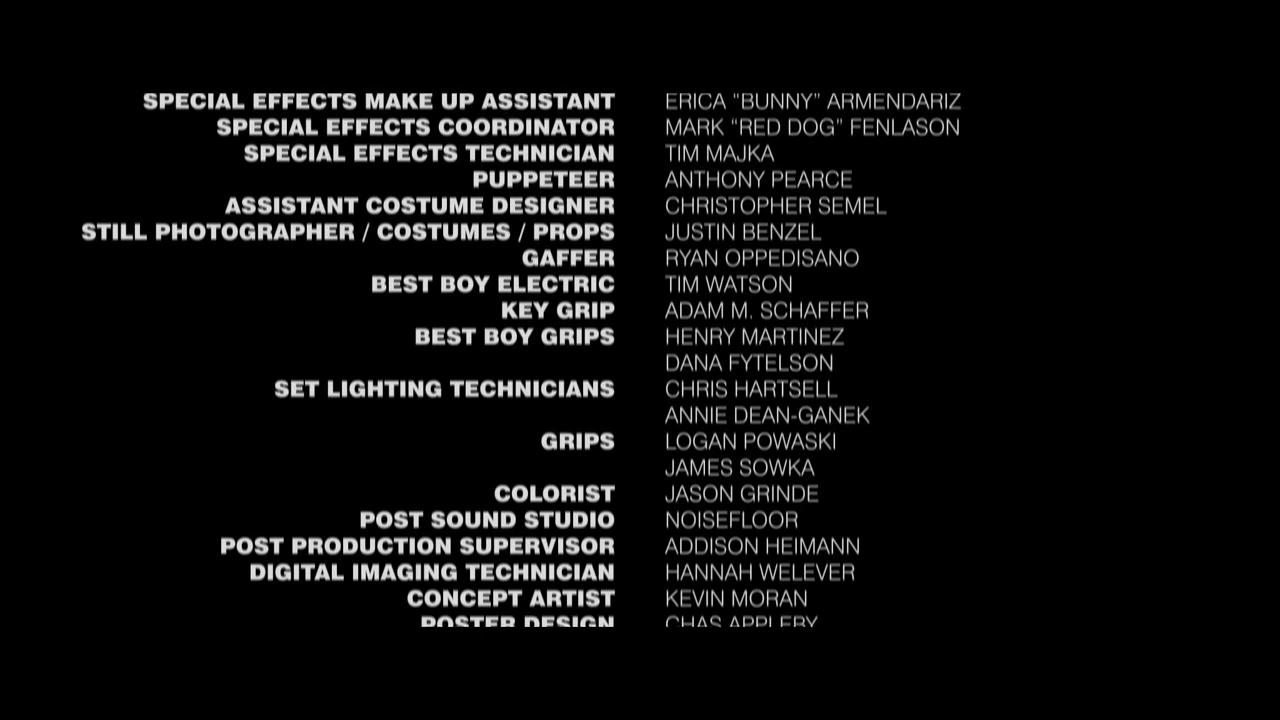 SPECIAL EFFECTS MAKE UP ASSISTANT ERICA “BUNNY” ARMENDARIZ
SPECIAL EFFECTS COORDINATOR MARK “RED DOG” FENLASON
SPECIAL EFFECTS TECHNICIAN TIM MAJKA
PUPPETEER ANTHONY PEARCE
ASSISTANT COSTUME DESIGNER CHRISTOPHER SEMEL
STILL PHOTOGRAPHER / COSTUMES / PROPS JUSTIN BENZEL
GAFFER RYAN OPPEDISANO
BEST BOY ELECTRIC TIM WATSON
KEY GRIP ADAM M. SCHAFFER
BEST BOY GRIPS HENRY MARTINEZ
DANA FYTELSON
SET LIGHTING TECHNICIANS CHRIS HARTSELL
ANNIE DEAN-GANEK
GRIPS LOGAN POWASKI
JAMES SOWKA
COLORIST JASON GRINDE
POST SOUND STUDIO NOISEFLOOR
POST PRODUCTION SUPERVISOR ADDISON HEIMANN
DIGITAL IMAGING TECHNICIAN HANNAH WELEVER
CONCEPT ARTIST KEVIN MORAN
POSTER DESIGN CHAS APPLEBY